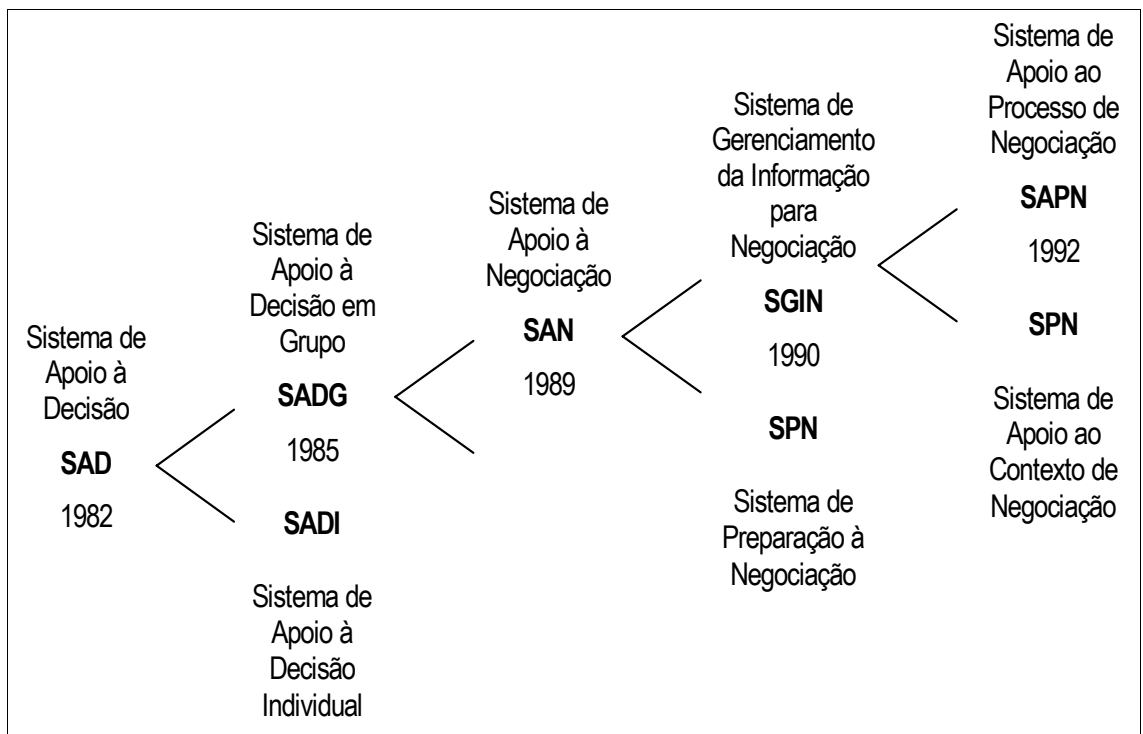 Sistema de
Apoio à
Decisão
SAD
1982
Sistema de
Apoio à
Decisão em
Grupo
SADG
1985
SADI
Sistema de
Apoio à
Decisão
Individual
Sistema de
Apoio à
Negociação
SAN
1989
Sistema de
Gerenciamento
da Informação
para
Negociação
SGIN
1990
SPN
Sistema de
Preparação à
Negociação
Sistema de
Apoio ao
Processo de
Negociação
SAPN
1992
SPN
Sistema de
Apoio ao
Contexto de
Negociação